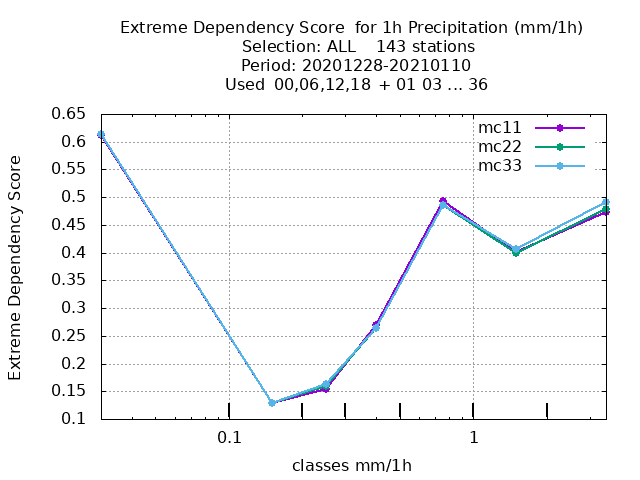 Extreme Dependency Score  for 1h Precipitation (mm/1h)
Selection: ALL    143 stations
Period: 20201228-20210110
Used  00,06,12,18  + 01 03 ... 36
mc11
mc22
mc33
Extreme Dependency Score
0.65
0.6
0.55
0.5
0.45
0.4
0.35
0.3
0.25
0.2
0.15
0.1
0.1
1
classes mm/1h